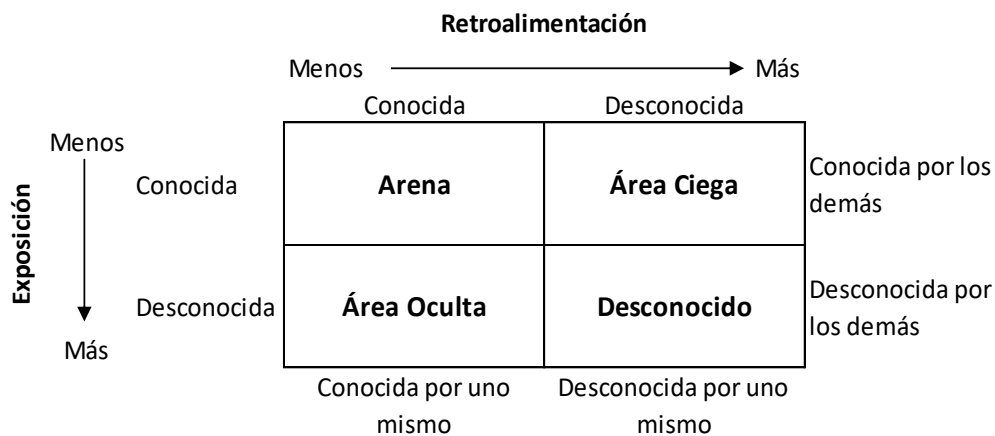 Retroalimentación
Menos Más
Conocida Desconocida
Menos
Exposición
Más
Conocida Arena Área Ciega Conocida por los
demás
Desconocida Área Oculta Desconocido Desconocida por
los demás
Conocida por uno
mismo
Desconocida por uno
mismo